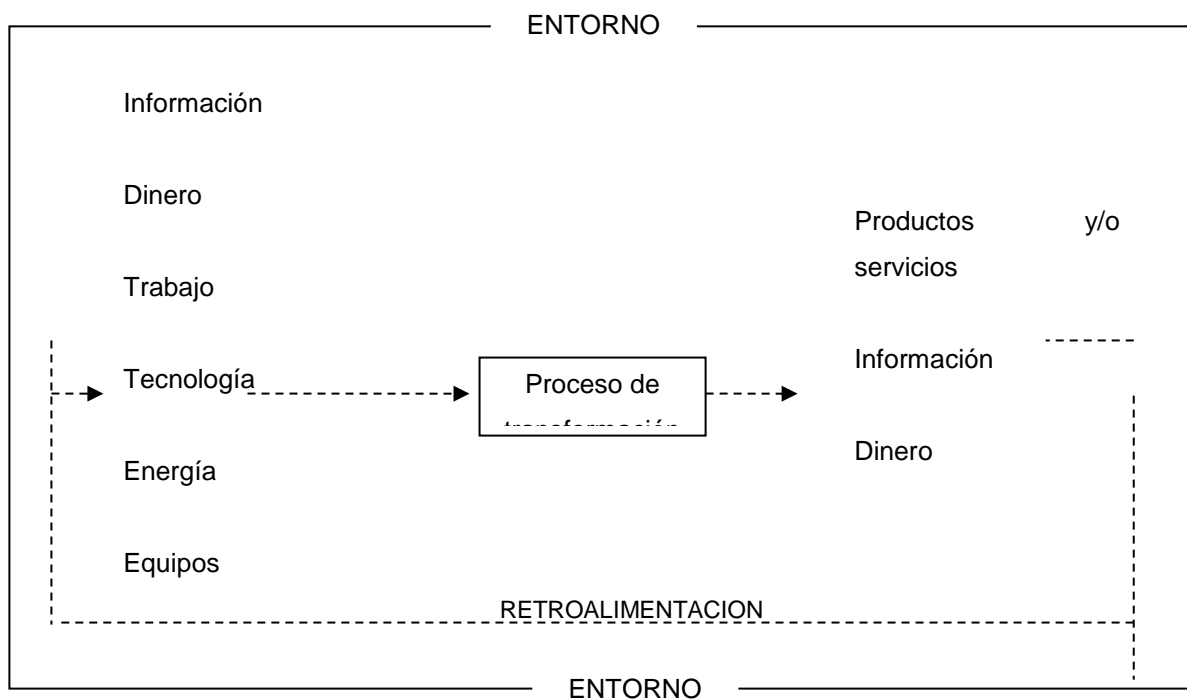 ENTORNO
Información
Dinero
Trabajo
Tecnología
Energía
Equipos
Proceso de
Productos y/o
servicios
Información
Dinero
RETROALIMENTACION
ENTORNO